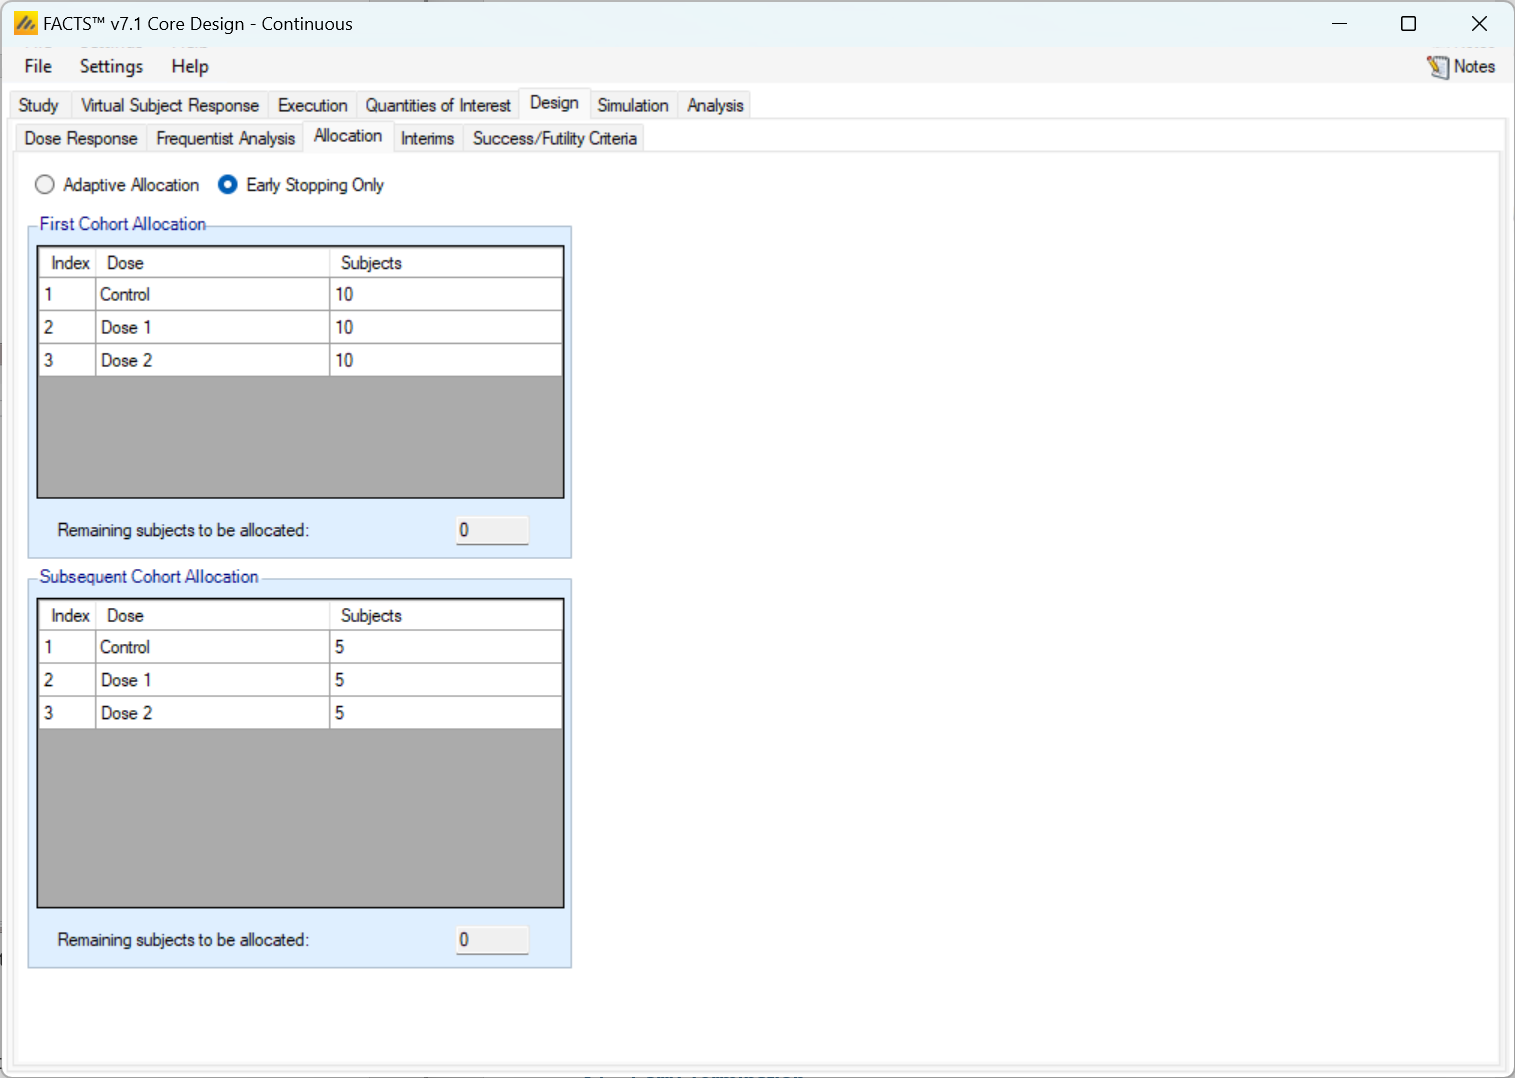 FACTS™ v7.1 Core Design - Continuous
File Settings Help Notes
Study Virtual Subject Response Execution Quantities of Interest Design Simulation Analysis
Dose Response Frequentist Analysis Allocation Interims Success/Futility Criteria
Adaptive Allocation Early Stopping Only
First Cohort Allocation
Index Dose Subjects
1 Control 10
2 Dose 1 10
3 Dose 2 10
Remaining subjects to be allocated: 0
Subsequent Cohort Allocation
Index Dose Subjects
1 Control 5
2 Dose 1 5
3 Dose 2 5
Remaining subjects to be allocated: 0